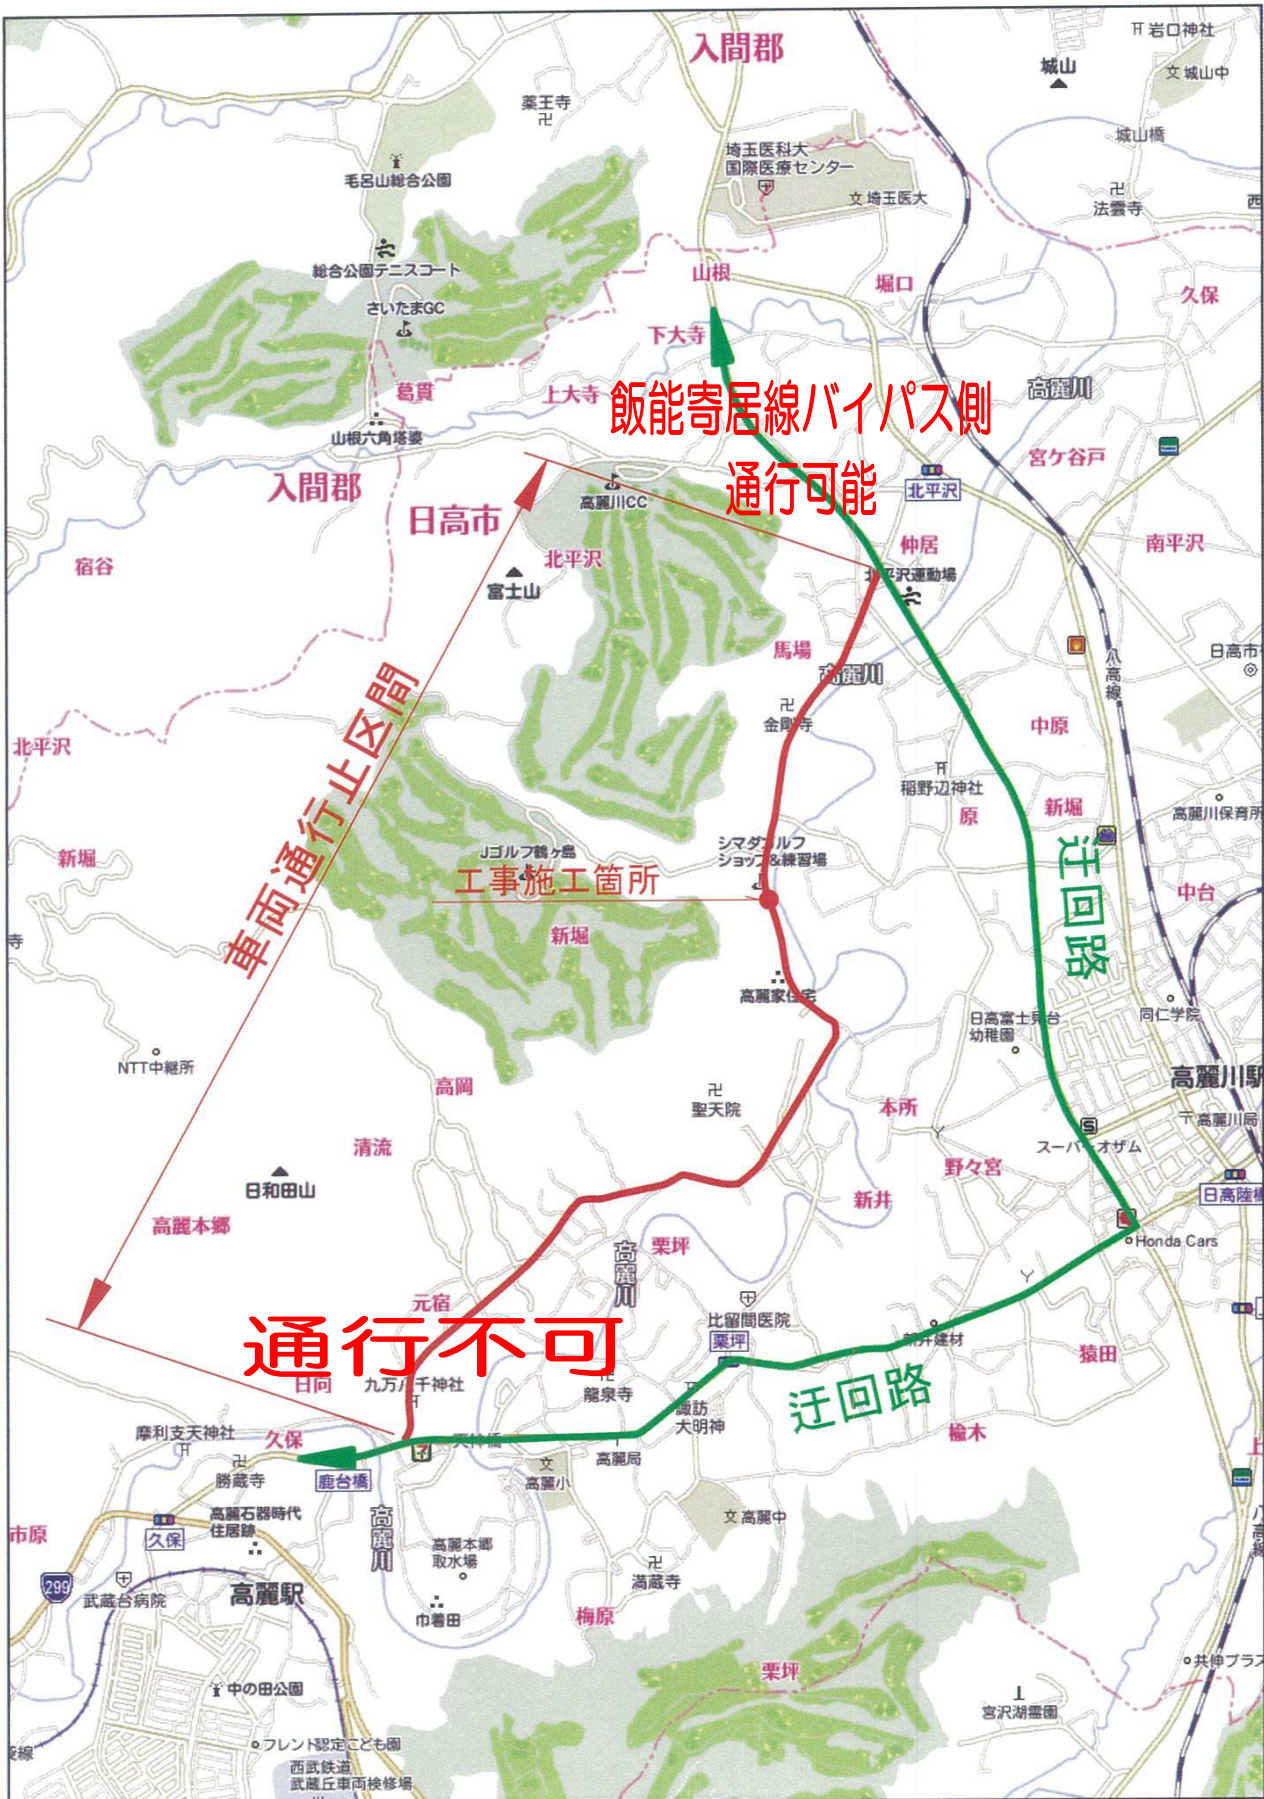 入間郡
岩口神社
城山
文 城山中
薬王寺
城山橋
埼玉医科大
国際医療センター
毛呂山総合公園
文 埼玉医大
法雲寺
西
総合公園テニスコート
山根
堀口
久保
さいたまGC
下大寺
葛貫
上大寺
飯能寄居線バイパス側
通行可能
高麗川
山根六角塔婆
宮ケ谷戸
入間郡
高麗川CC
北平沢
日高市
仲居
南平沢
宿谷
北平沢
富士山
北平沢運動場
馬場
高麗川
八高線
日高市
車両通行止区間
金剛寺
中原
北平沢
稲野辺神社
原
新堀
高麗川保育所
新堀
Jゴルフ鶴ヶ島
シマダゴルフ
ショップ&練習場
迂回路
工事施工箇所
中台
新堀
寺
高麗家住宅
日高富士見台
幼稚園
同仁学院
NTT中継所
高岡
高麗川駅
聖天院
本所
高麗川局
清流
スーパーオザム
野々宮
日和田山
新井
日高陸橋
高麗本郷
栗坪
Honda Cars
高麗川
元宿
比留間医院
栗坪
通行不可
新井建材
猿田
日向
九万八千神社
龍泉寺
迂回路
諏訪
大明神
摩利支天神社
久保
天神橋
楡木
上
勝蔵寺
鹿台橋
文
高麗小
高麗局
高麗石器時代
住居跡
高麗川
文 高麗中
市原
久保
高麗本郷
取水場
八高線
299
武蔵台病院
高麗駅
満蔵寺
巾着田
梅原
栗坪
共伸プラス
中の田公園
宮沢湖霊園
フレンド認定こども園
西武鉄道
武蔵丘車両検修場